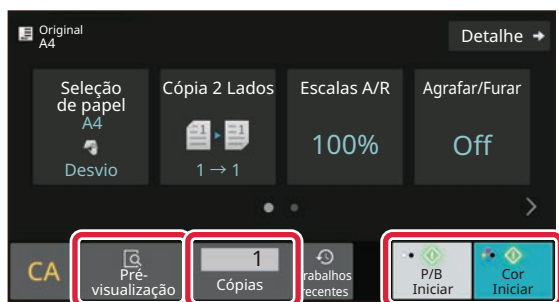 Original
A4
Detalhe
Seleção
de papel
A4
Desvio
Cópia 2 Lados
1 → 1
Escalas A/R
100%
Agrafar/Furar
Off
CA
Pré-
visualização
1
Cópias
rabalhos
recentes
P/B
Iniciar
Cor
Iniciar